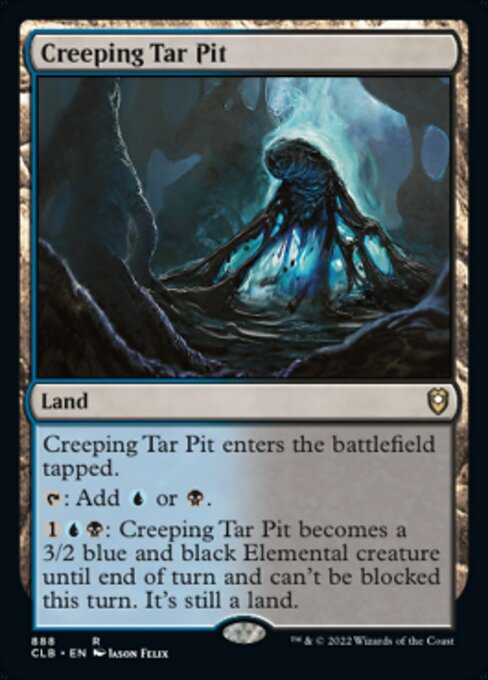 Creeping Tar Pit
Land
Creeping Tar Pit enters the battlefield
tapped.
: Add or .
1 : Creeping Tar Pit becomes a
3/2 blue and black Elemental creature
until end of turn and can't be blocked
this turn. It's still a land.
888 R
CLB • EN Jason Felix
™ & © 2022 Wizards of the Coast